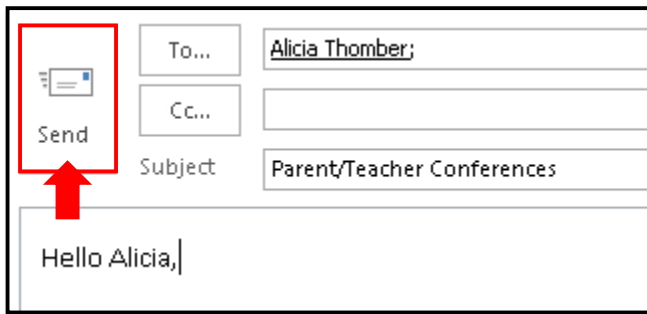 To...
Alicia Thomber;
Cc...
Send
Subject
Parent/Teacher Conferences
Hello Alicia,